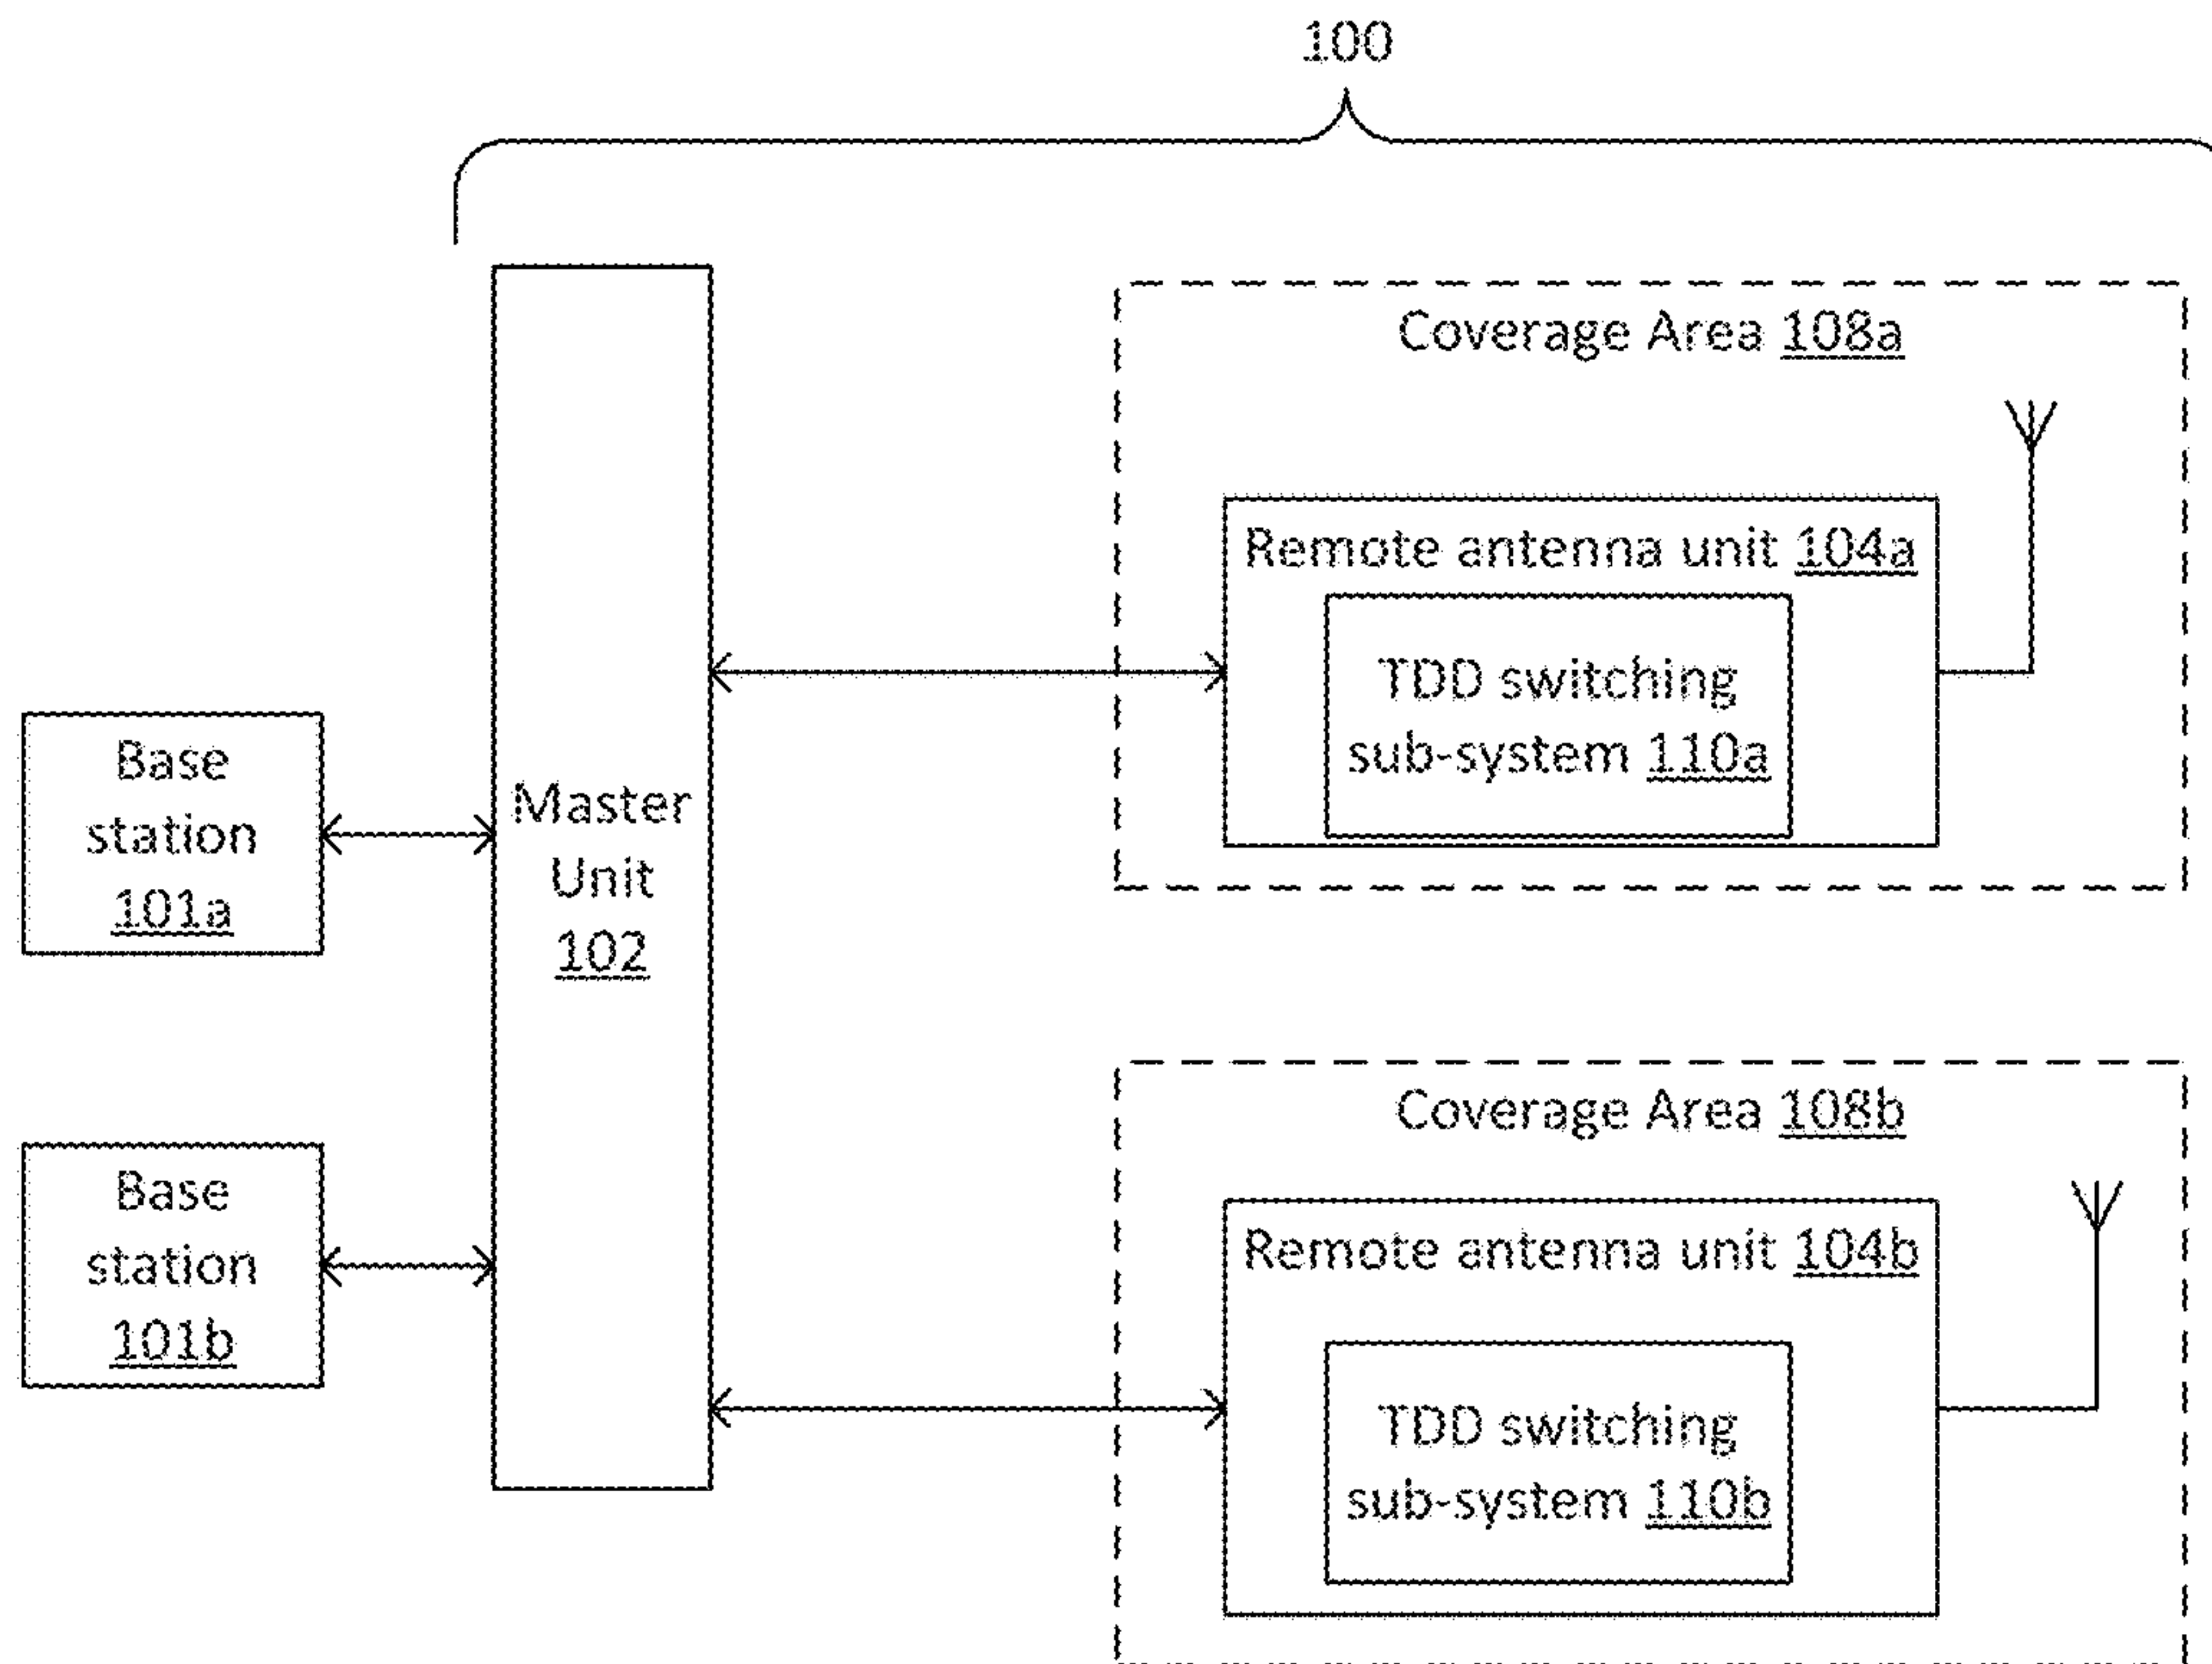 100
Coverage Area 108a
Remote antenna unit 104a
TDD switching
sub-system 110a
Base
station
101a
Master
Unit
102
Coverage Area 108b
Base
station
101b
Remote antenna unit 104b
TDD switching
sub-system 110b